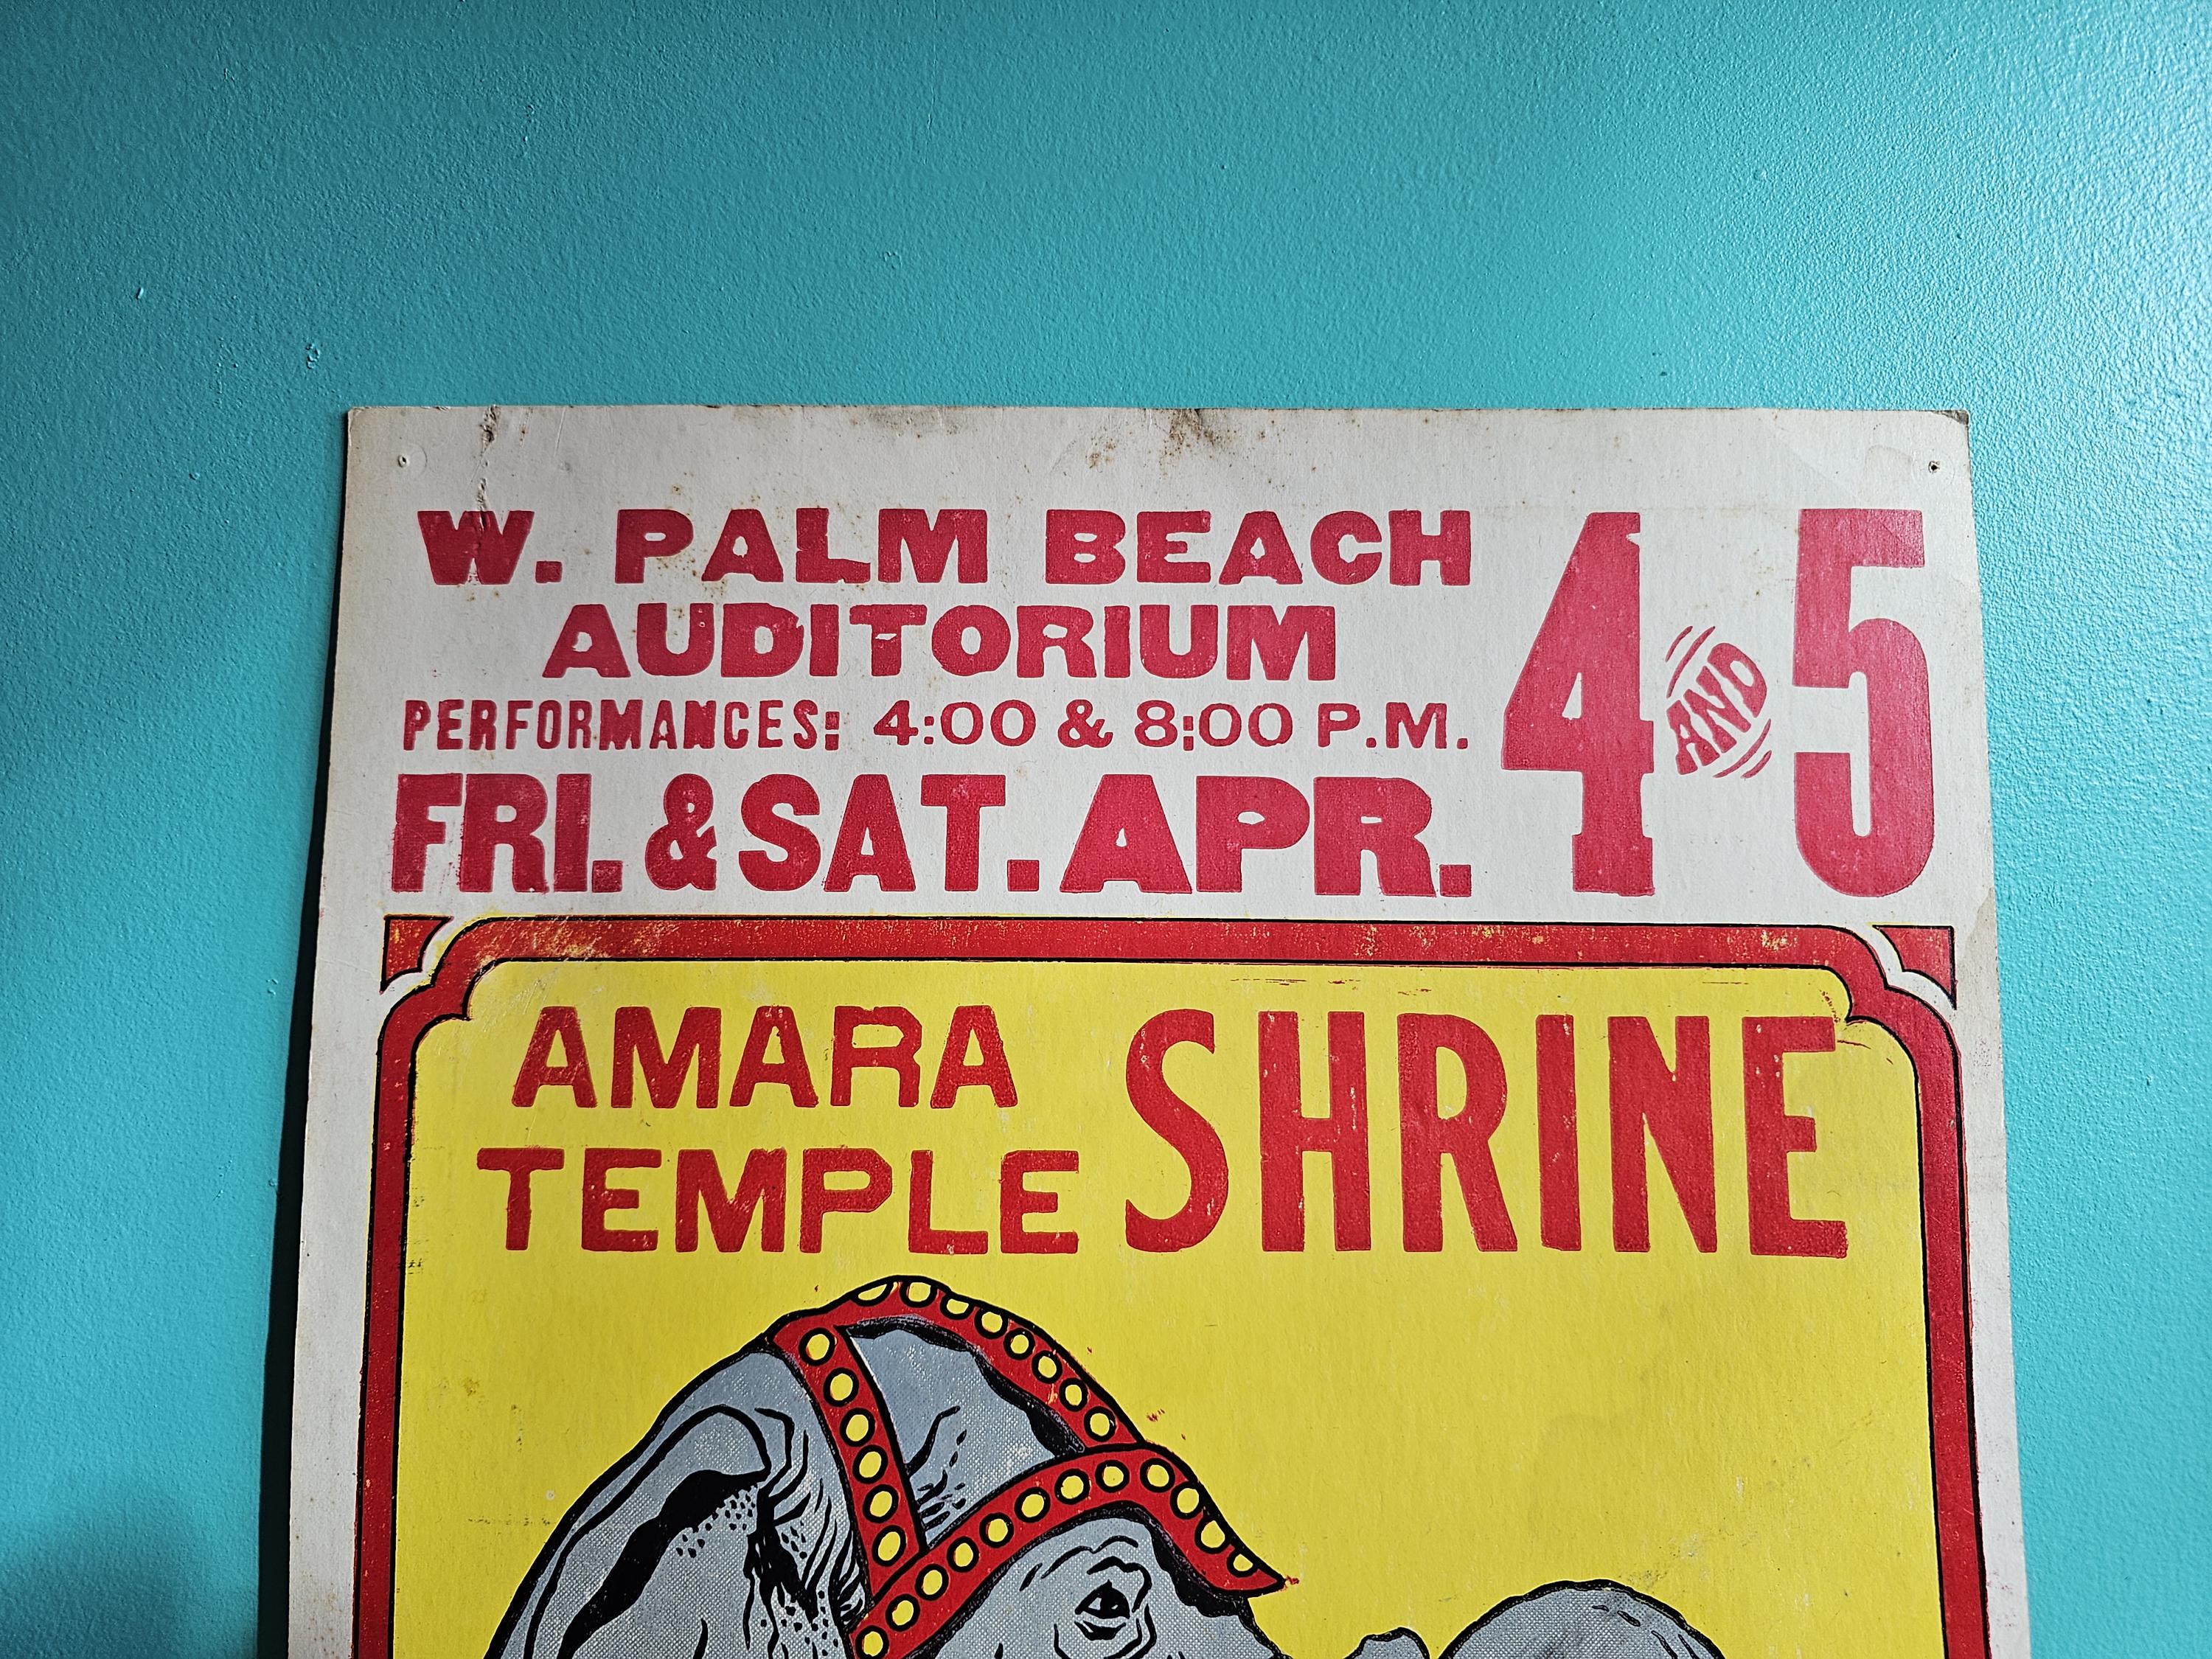 W. PALM BEACH
AUDITORIUM
PERFORMANCES: 4:00 & 8:00 P.M.
FRI. & SAT. APR. 4 AND 5
AMARA TEMPLE SHRINE